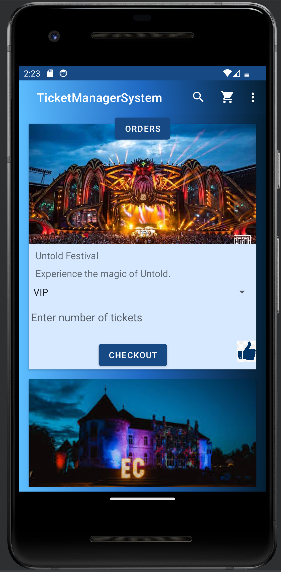 2:23
TicketManagerSystem
ORDERS
Untold Festival
Experience the magic of Untold.
VIP
Enter number of tickets
CHECKOUT
EC